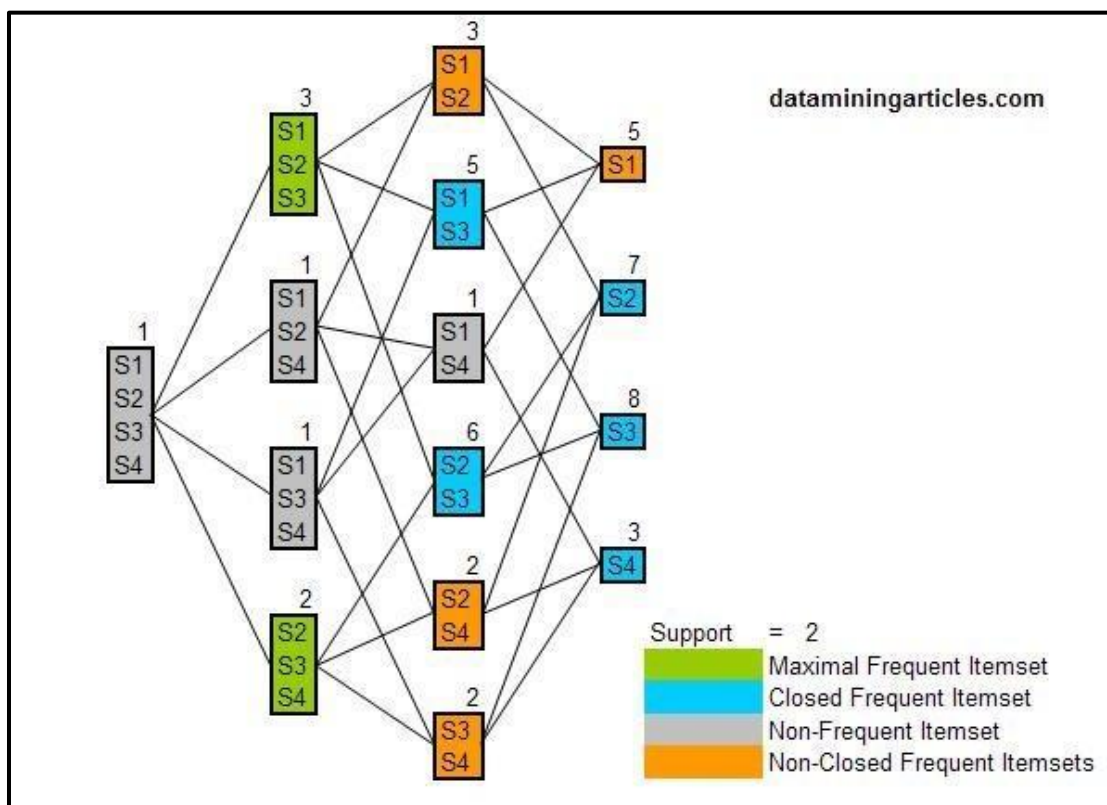 dataminingarticles.com
1
S1
S2
S3
S4
3
S1
S2
S3
1
S1
S2
S4
1
S1
S3
S4
2
S2
S3
S4
3
S1
S2
5
S1
S3
1
S1
S4
6
S2
S3
2
S2
S4
2
S3
S4
5
S1
7
S2
8
S3
3
S4
Support = 2
Maximal Frequent Itemset
Closed Frequent Itemset
Non-Frequent Itemset
Non-Closed Frequent Itemsets